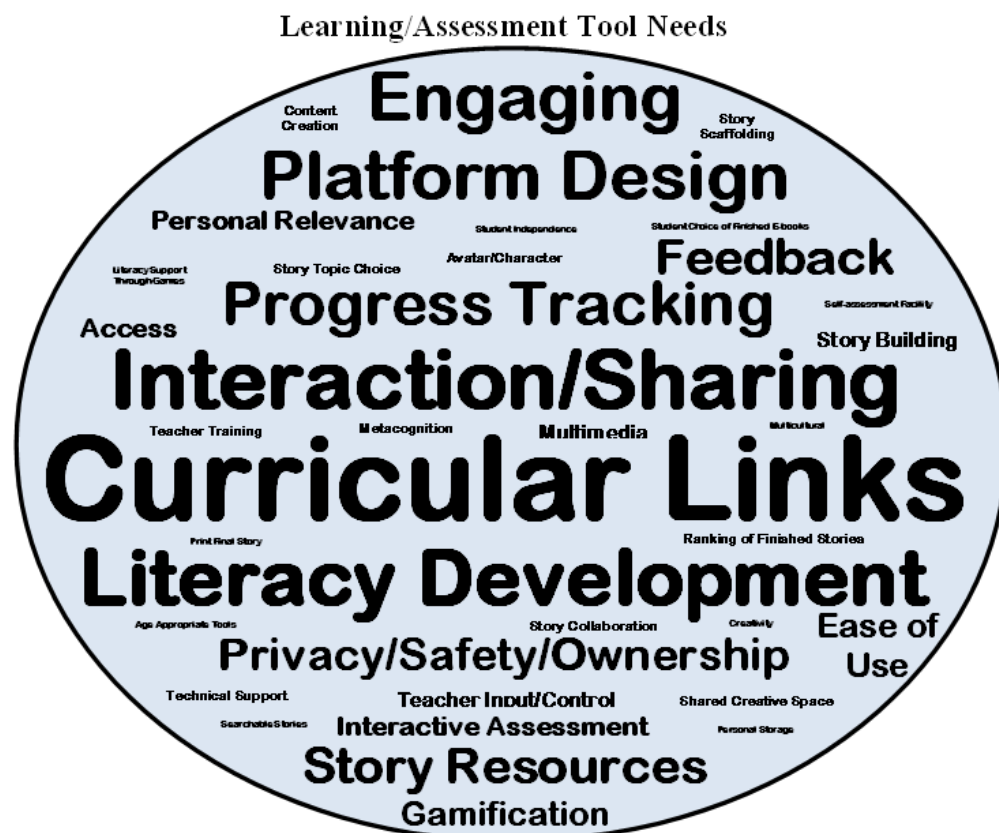 Learning/Assessment Tool Needs
Engaging
Content
Creation
Story
Scaffolding
Platform Design
Personal Relevance
Student Independence
Student Choice of Finished E-books
Feedback
Avatar/Character
Literacy Support
Through Games
Story Topic Choice
Progress Tracking
Self-assessment Facility
Access
Story Building
Interaction/Sharing
Teacher Training
Metacognition
Multimedia
Multicultural
Curricular Links
Print Final Story
Ranking of Finished Stories
Literacy Development
Age Appropriate Tools
Story Collaboration
Creativity
Ease of
Use
Privacy/Safety/Ownership
Technical Support
Teacher Input/Control
Shared Creative Space
Searchable Stories
Interactive Assessment
Personal Storage
Story Resources
Gamification